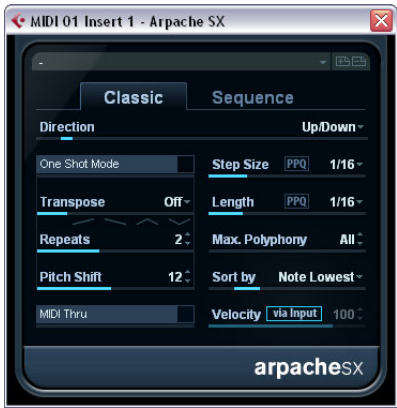 MIDI 01 Insert 1 - Arpache SX
-
Classic Sequence
Direction Up/Down
One Shot Mode Step Size PPQ 1/16
Transpose Off Length PPQ 1/16
Repeats 2 Max. Polyphony All
Pitch Shift 12 Sort by Note Lowest
MIDI Thru Velocity via Input 100
arpacheSX